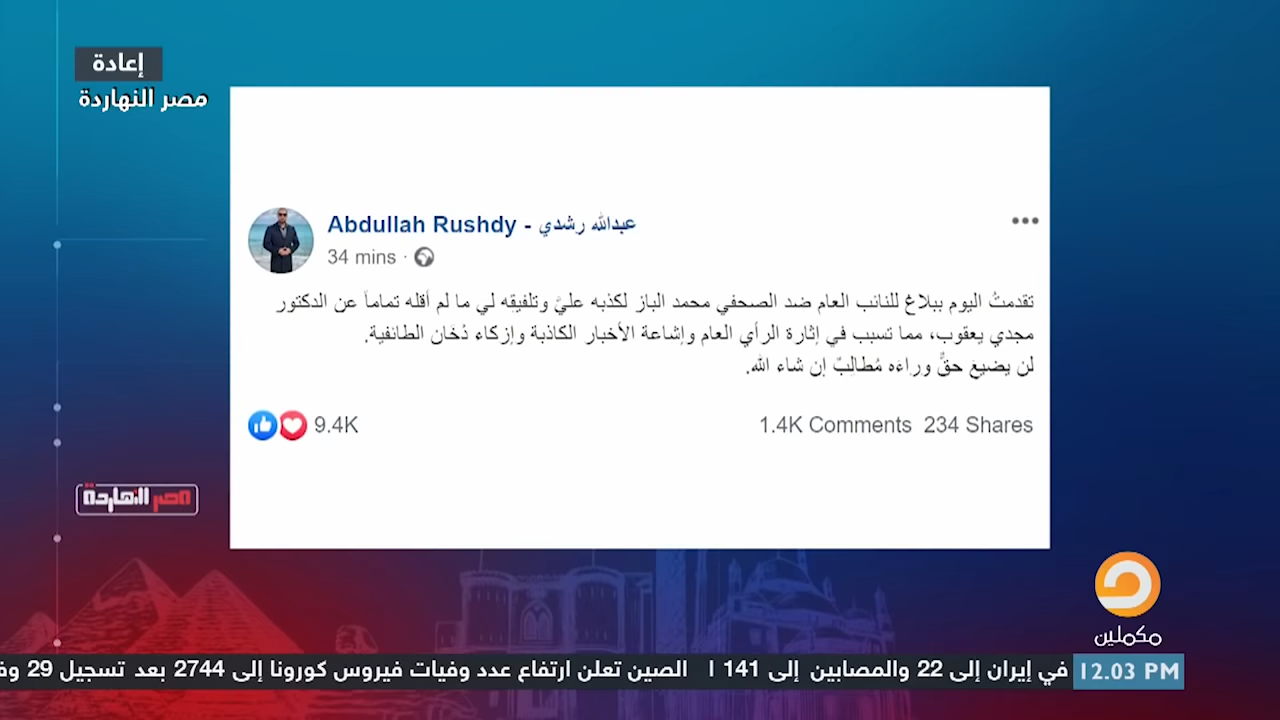 إعادة
مصر النهاردة
Abdullah Rushdy - عبدالله رشدي
34 mins ·
تقدمتُ اليوم ببلاغ للنائب العام ضد الصحفي محمد الباز لكذبه عليَّ وتلفيقه لي ما لم أقله تماماً عن الدكتور
مجدي يعقوب، مما تسبب في إثارة الرأي العام وإشاعة الأخبار الكاذبة وإزكاء دُخَان الطائفية.
لن يضيعَ حقٌّ وراءَه مُطالِبٌ إن شاء الله.
9.4K
1.4K Comments 234 Shares
مصر النهاردة
مكملين
12.03 PM
في إيران إلى 22 والمصابين إلى 141 ا الصين تعلن ارتفاع عدد وفيات فيروس كورونا إلى 2744 بعد تسجيل 29